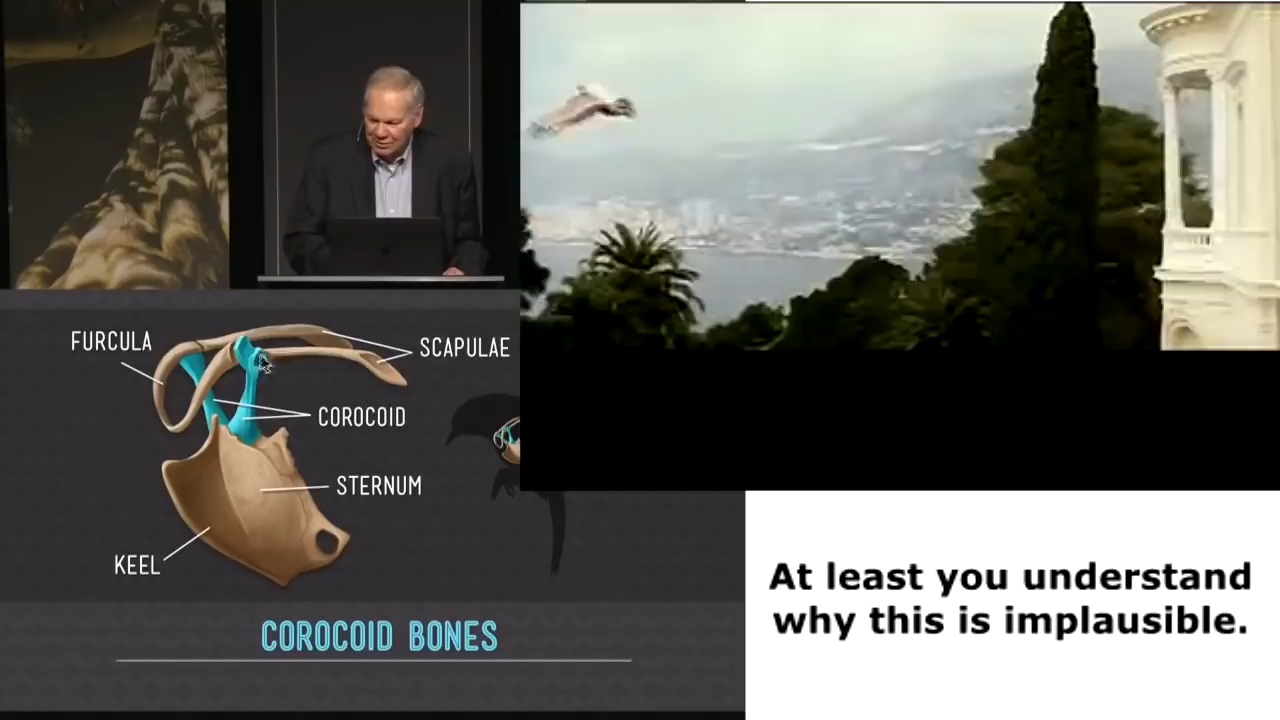 FURCULA
SCAPULAE
COROCOID
STERNUM
KEEL
COROCOID BONES
At least you understand
why this is implausible.